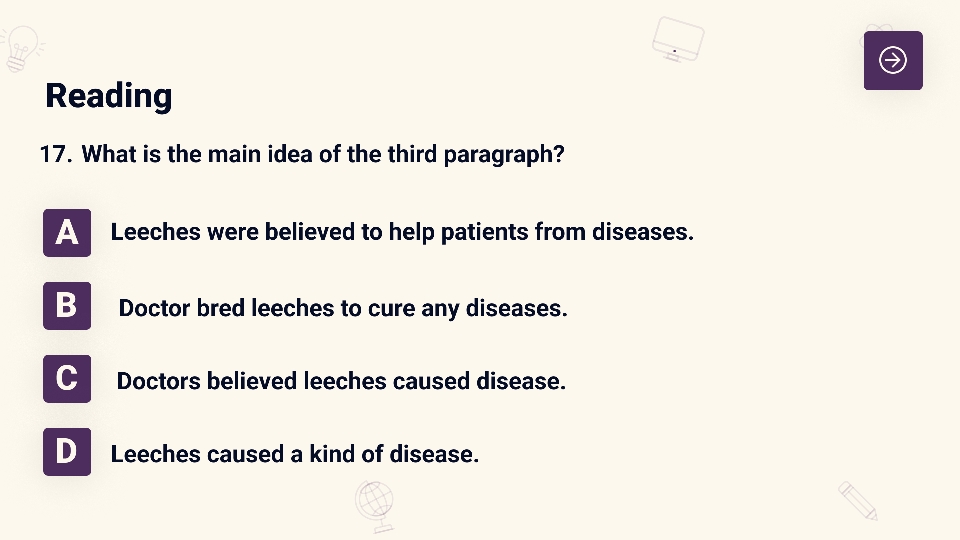 Reading
17. What is the main idea of the third paragraph?
A Leeches were believed to help patients from diseases.
B Doctor bred leeches to cure any diseases.
C Doctors believed leeches caused disease.
D Leeches caused a kind of disease.